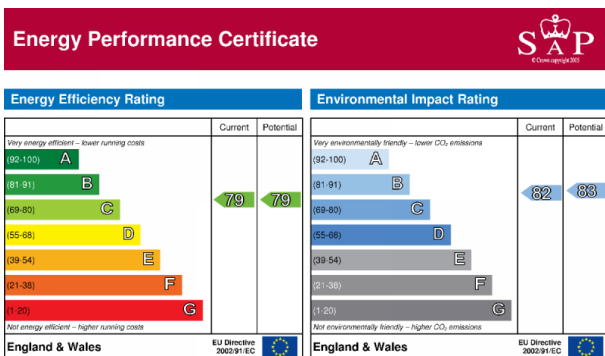 Energy Performance Certificate
SAP
© Crown copyright 2005
Energy Efficiency Rating
Current Potential
Very energy efficient – lower running costs
(92-100) A
(81-91) B
(69-80) C
79 79
(55-68) D
(39-54) E
(21-38) F
(1-20) G
Not energy efficient – higher running costs
England & Wales
EU Directive
2002/91/EC
Environmental Impact Rating
Current Potential
Very environmentally friendly – lower CO₂ emissions
(92-100) A
(81-91) B
82 83
(69-80) C
(55-68) D
(39-54) E
(21-38) F
(1-20) G
Not environmentally friendly – higher CO₂ emissions
England & Wales
EU Directive
2002/91/EC